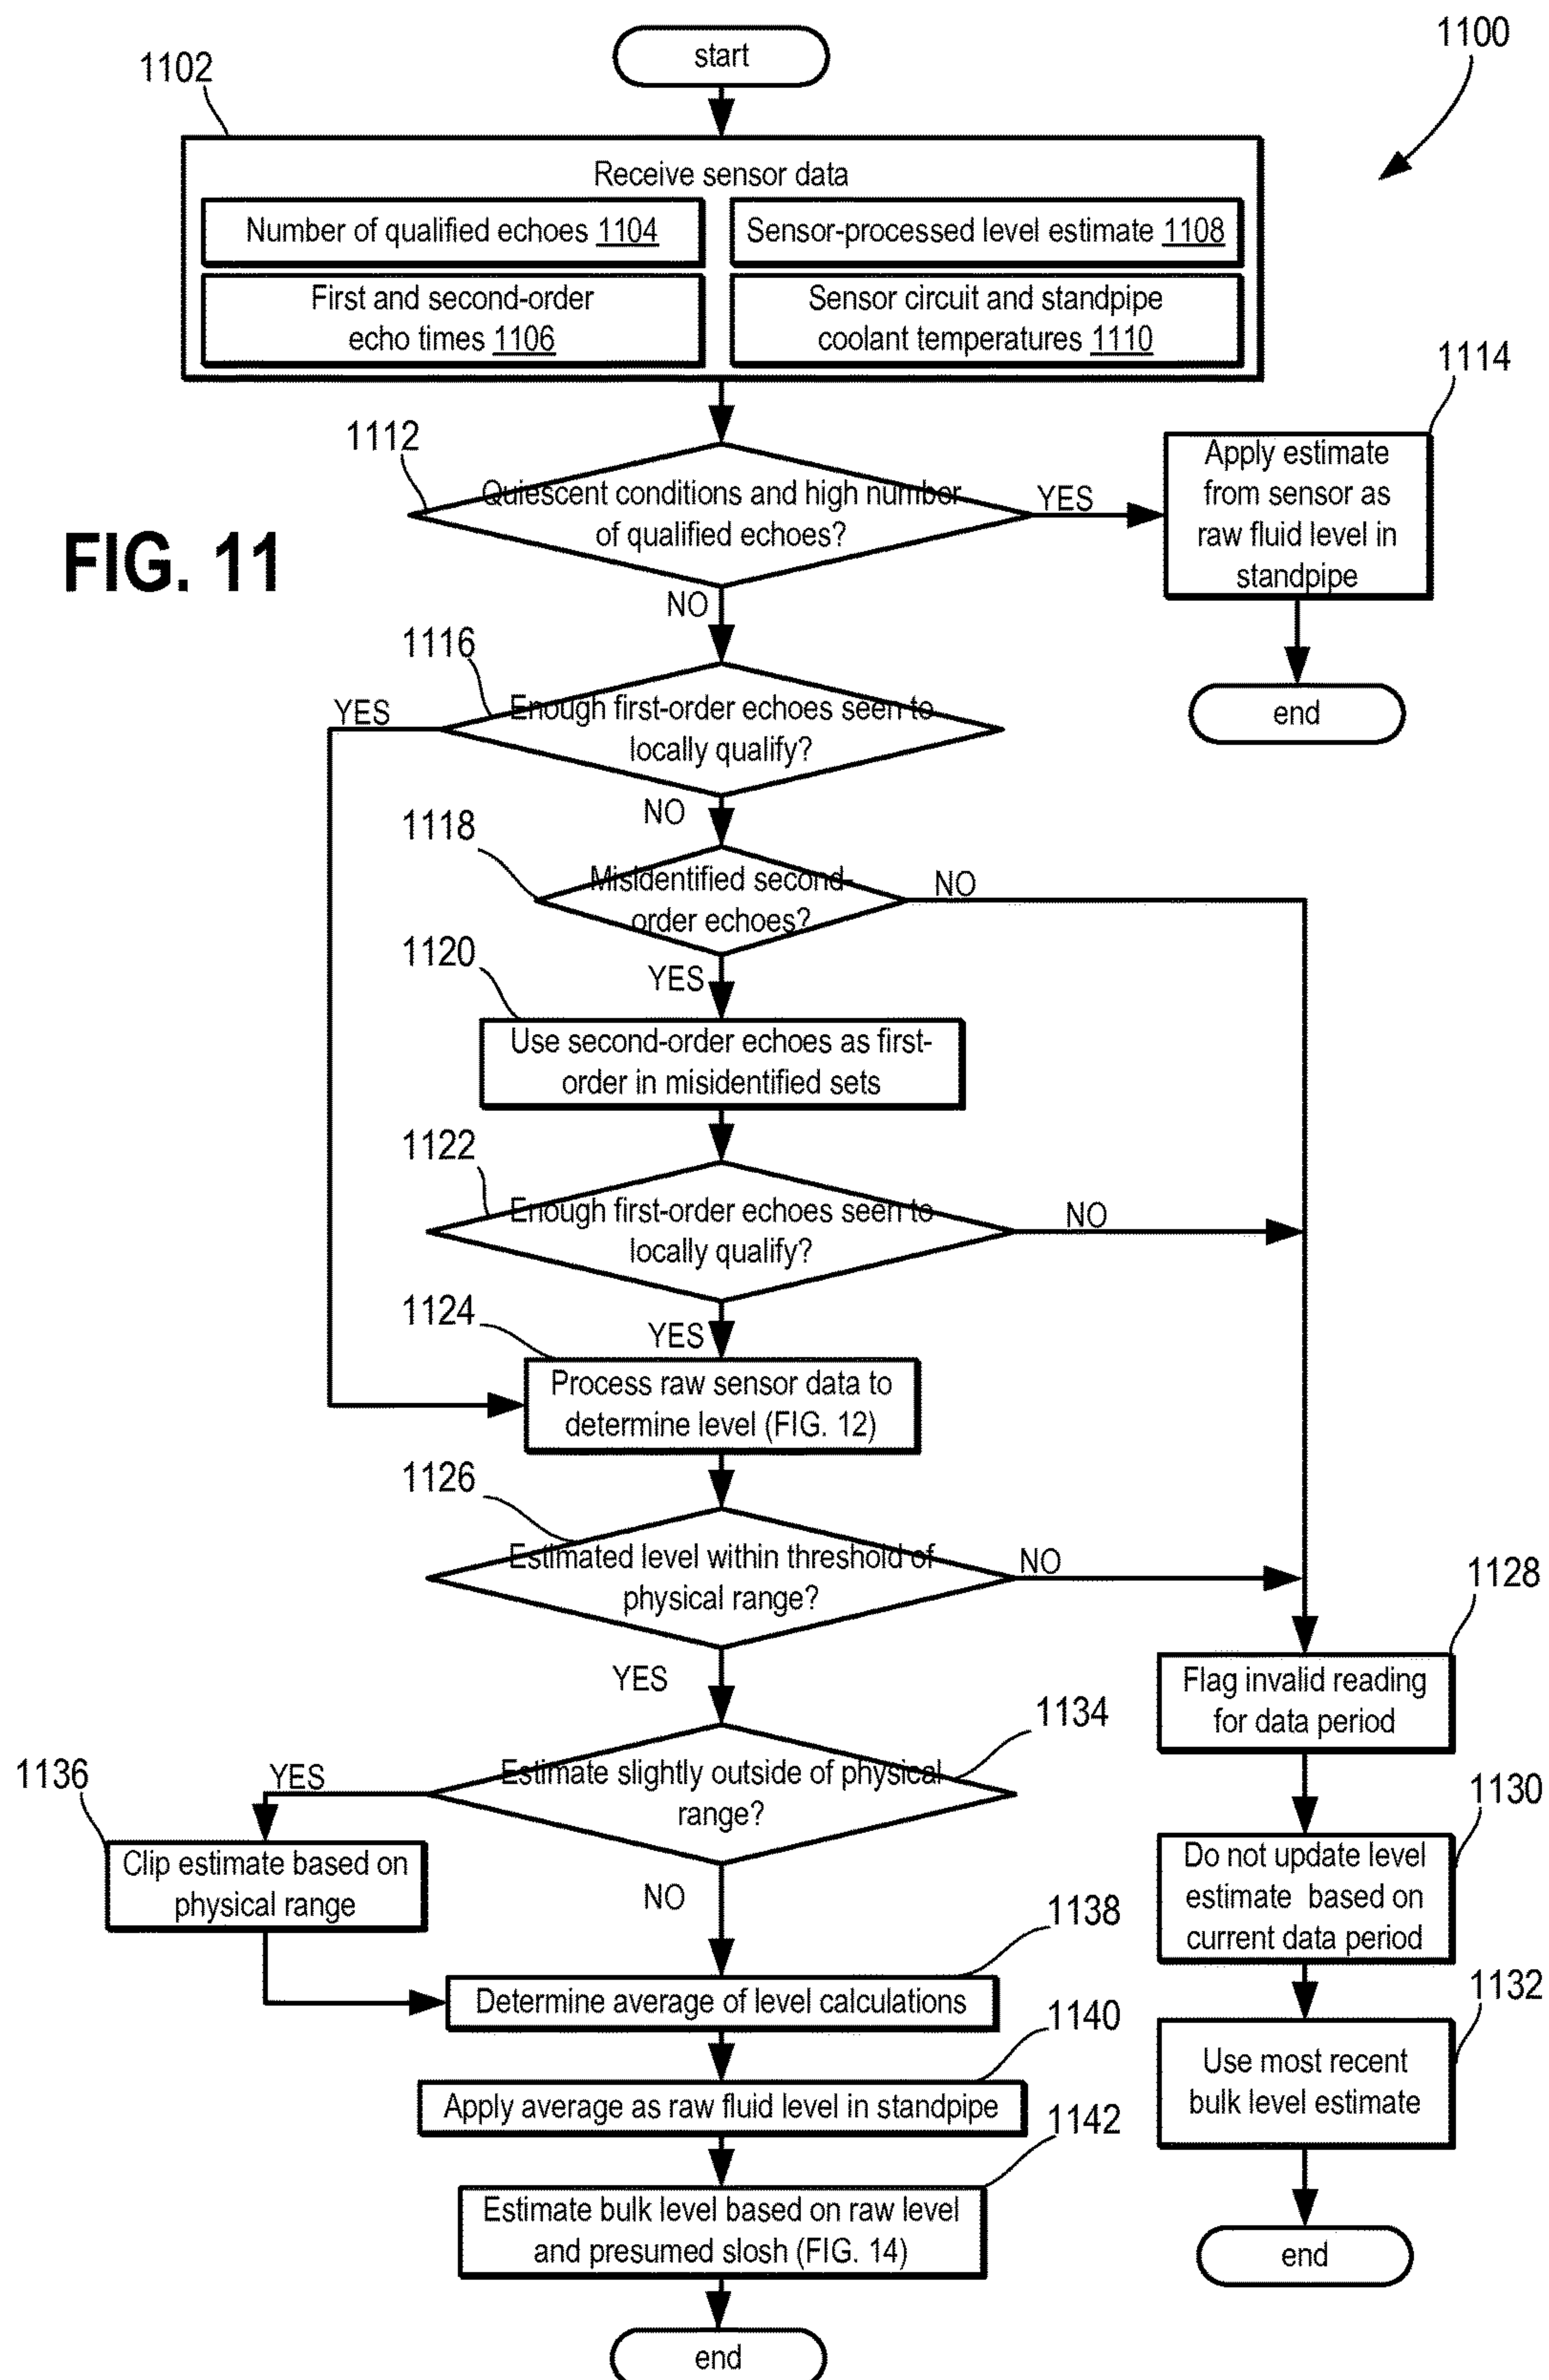 start
1100
1102
Receive sensor data
Number of qualified echoes 1104
Sensor-processed level estimate 1108
First and second-order
echo times 1106
Sensor circuit and standpipe
coolant temperatures 1110
1112
Quiescent conditions and high number
of qualified echoes?
YES
NO
1114
Apply estimate
from sensor as
raw fluid level in
standpipe
end
FIG. 11
1116
Enough first-order echoes seen to
locally qualify?
YES
NO
1118
Misidentified second-
order echoes?
NO
YES
1120
Use second-order echoes as first-
order in misidentified sets
1122
Enough first-order echoes seen to
locally qualify?
NO
YES
1124
Process raw sensor data to
determine level (FIG. 12)
1126
Estimated level within threshold of
physical range?
NO
YES
1128
Flag invalid reading
for data period
1130
Do not update level
estimate based on
current data period
1132
Use most recent
bulk level estimate
end
1134
Estimate slightly outside of physical
range?
YES
NO
1136
Clip estimate based on
physical range
1138
Determine average of level calculations
1140
Apply average as raw fluid level in standpipe
1142
Estimate bulk level based on raw level
and presumed slosh (FIG. 14)
end